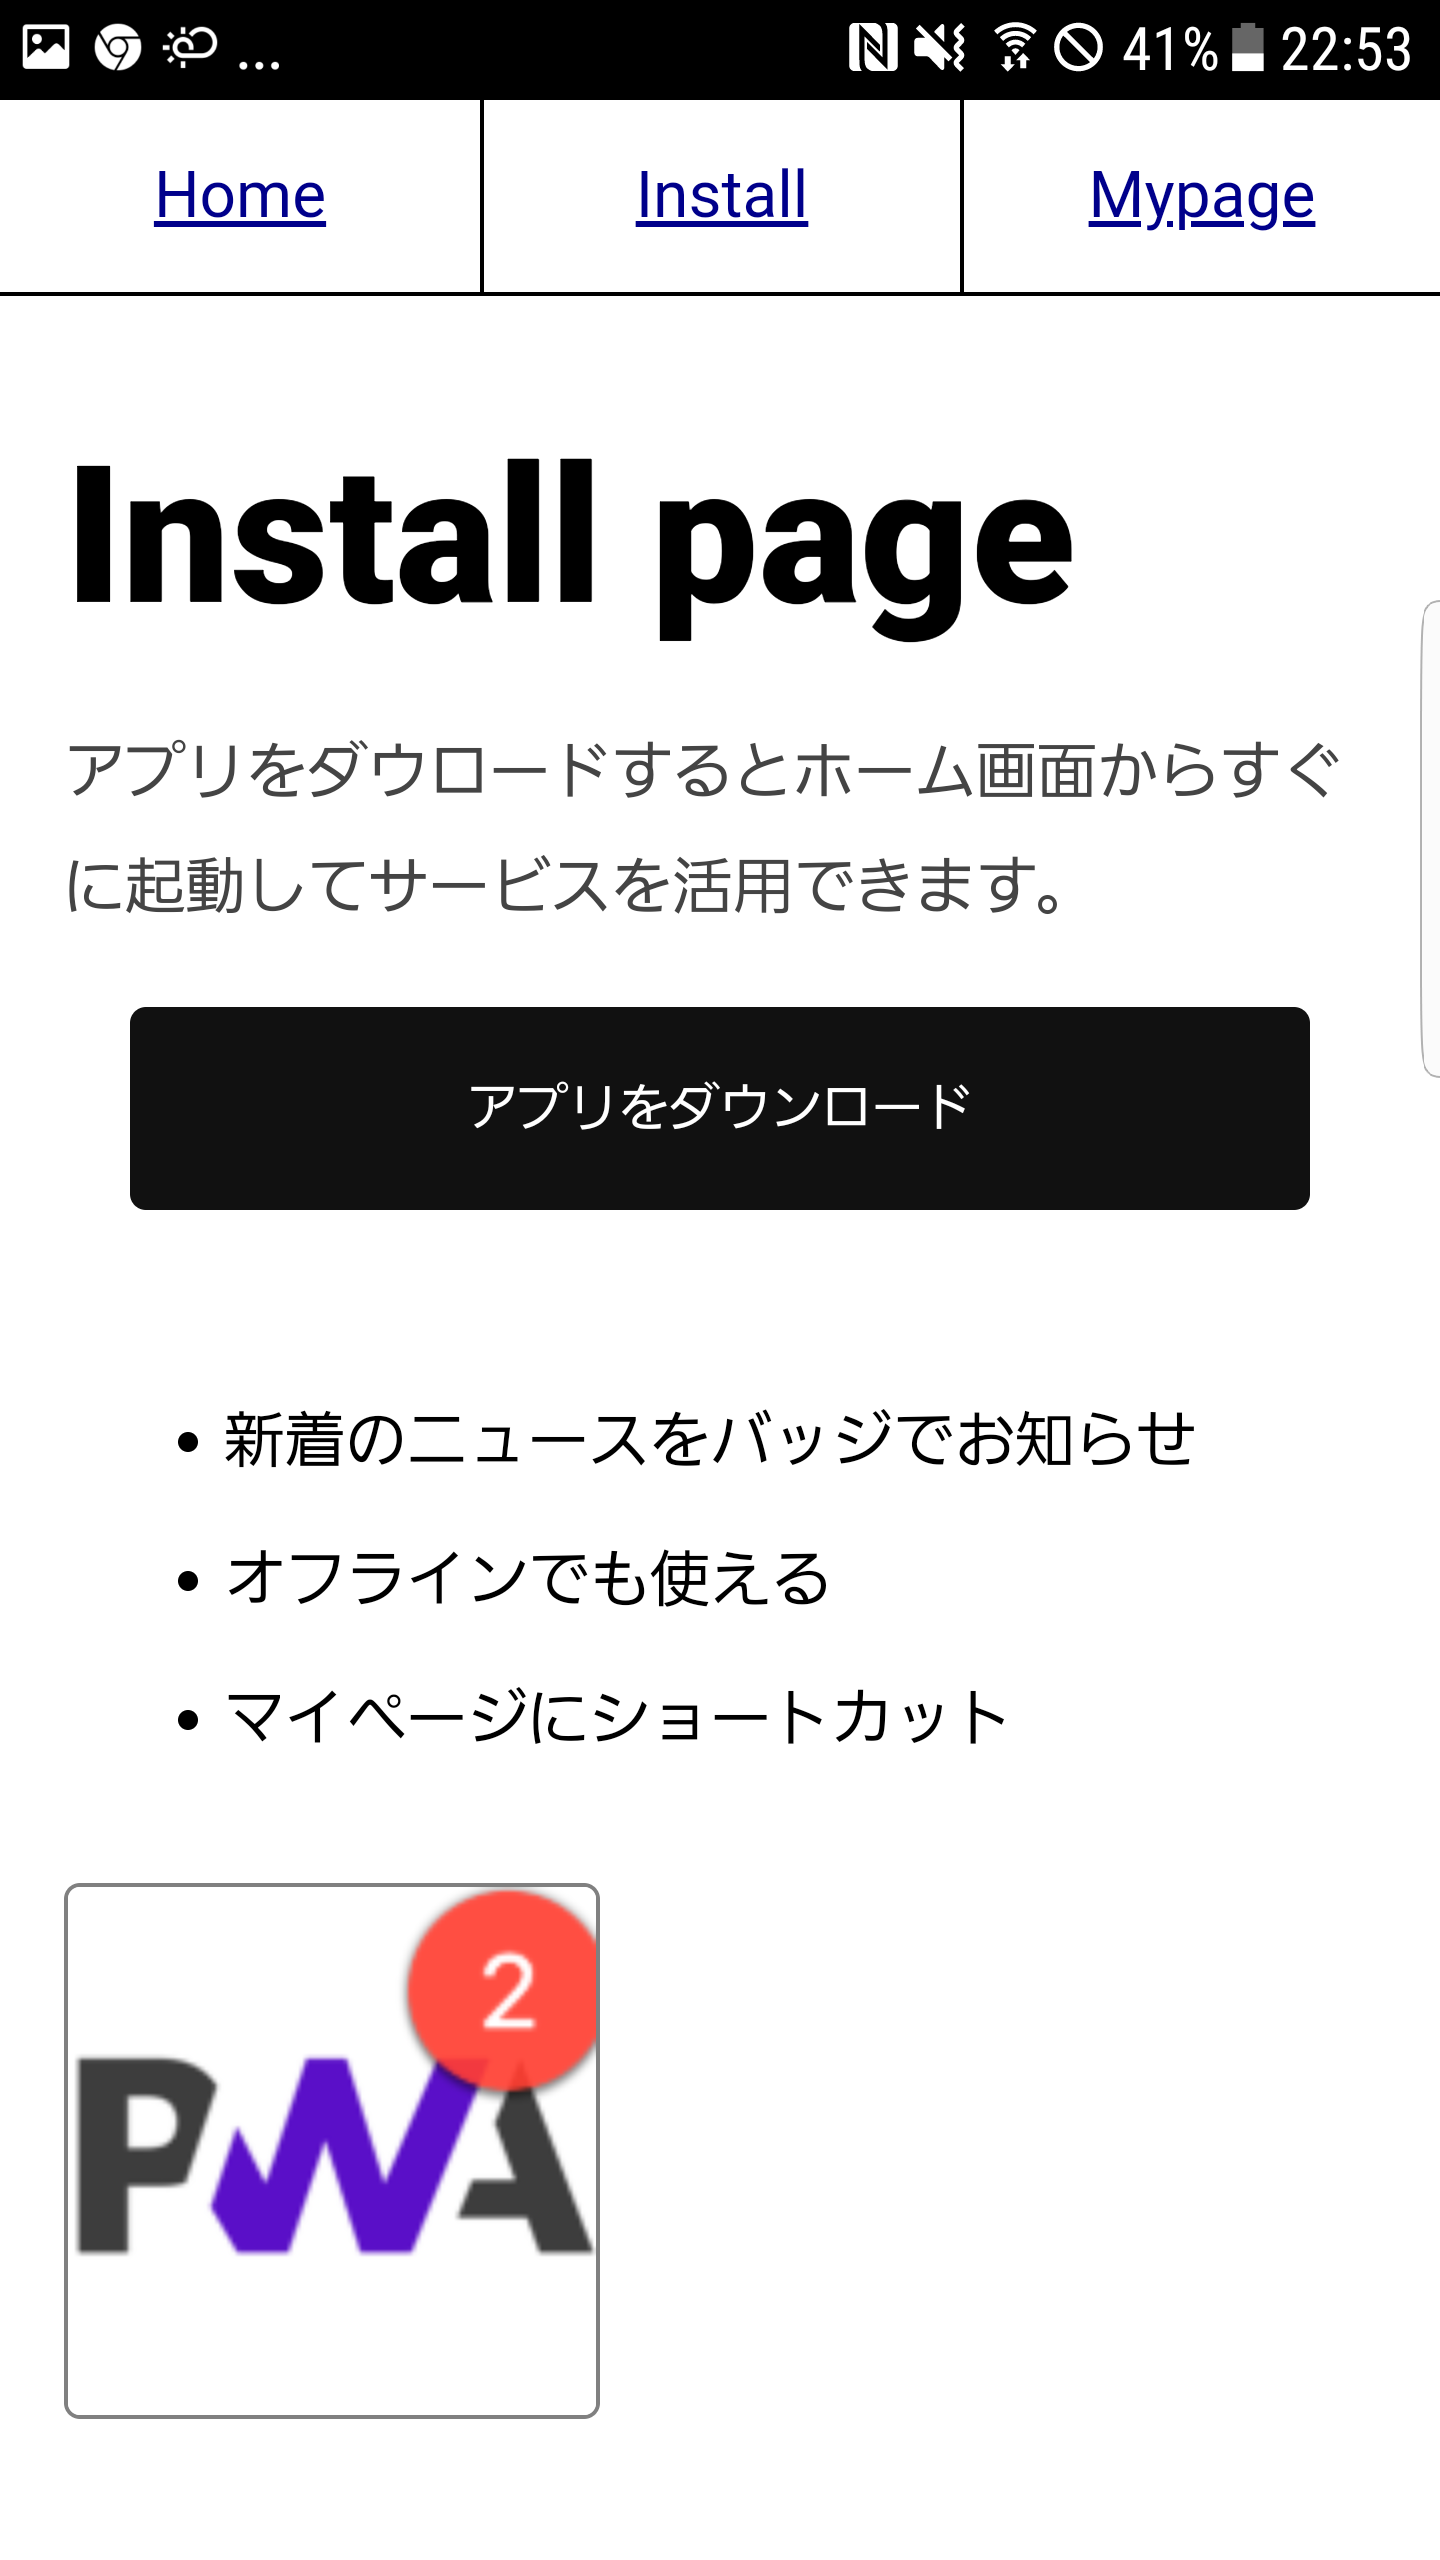 ... 41% 22:53
Home Install Mypage
Install page
アプリをダウロードするとホーム画面からすぐ
に起動してサービスを活用できます。
アプリをダウンロード
• 新着のニュースをバッジでお知らせ
• オフラインでも使える
• マイページにショートカット
2
PWA